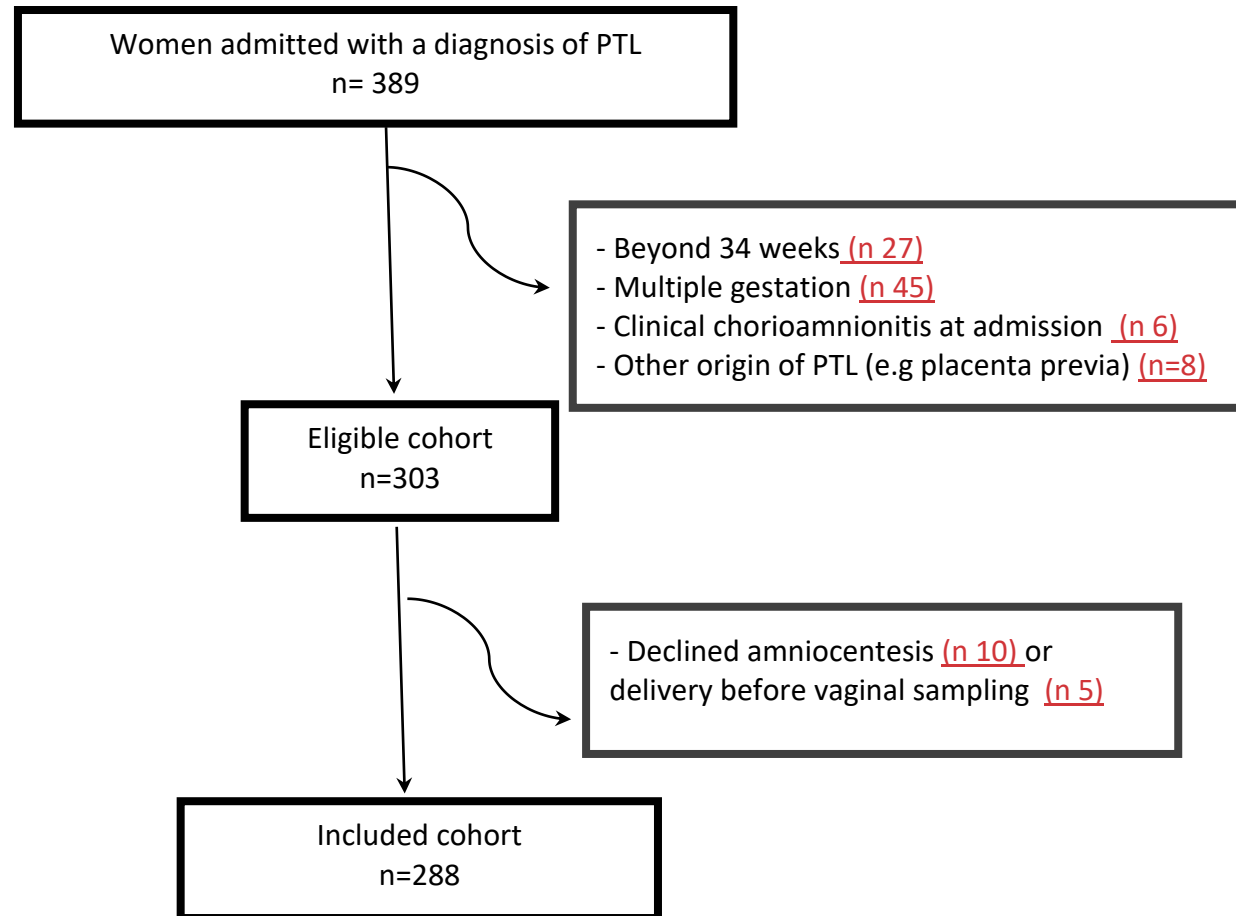 Women admitted with a diagnosis of PTL
n= 389
- Beyond 34 weeks (n 27)
- Multiple gestation (n 45)
- Clinical chorioamnionitis at admission (n 6)
- Other origin of PTL (e.g placenta previa) (n=8)
Eligible cohort
n=303
- Declined amniocentesis (n 10) or
delivery before vaginal sampling (n 5)
Included cohort
n=288